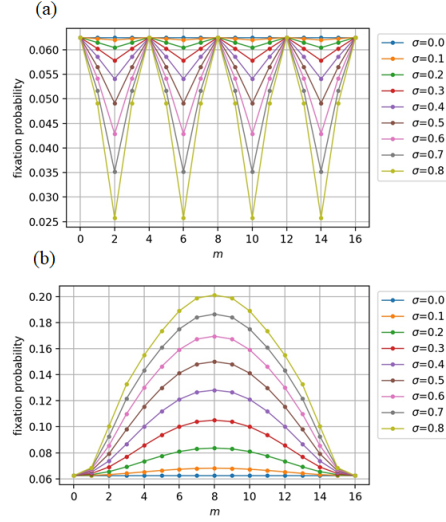 (a)
fixation probability
0.060
0.055
0.050
0.045
0.040
0.035
0.030
0.025
0 2 4 6 8 10 12 14 16
m
σ=0.0
σ=0.1
σ=0.2
σ=0.3
σ=0.4
σ=0.5
σ=0.6
σ=0.7
σ=0.8
(b)
fixation probability
0.20
0.18
0.16
0.14
0.12
0.10
0.08
0.06
0 2 4 6 8 10 12 14 16
m
σ=0.0
σ=0.1
σ=0.2
σ=0.3
σ=0.4
σ=0.5
σ=0.6
σ=0.7
σ=0.8